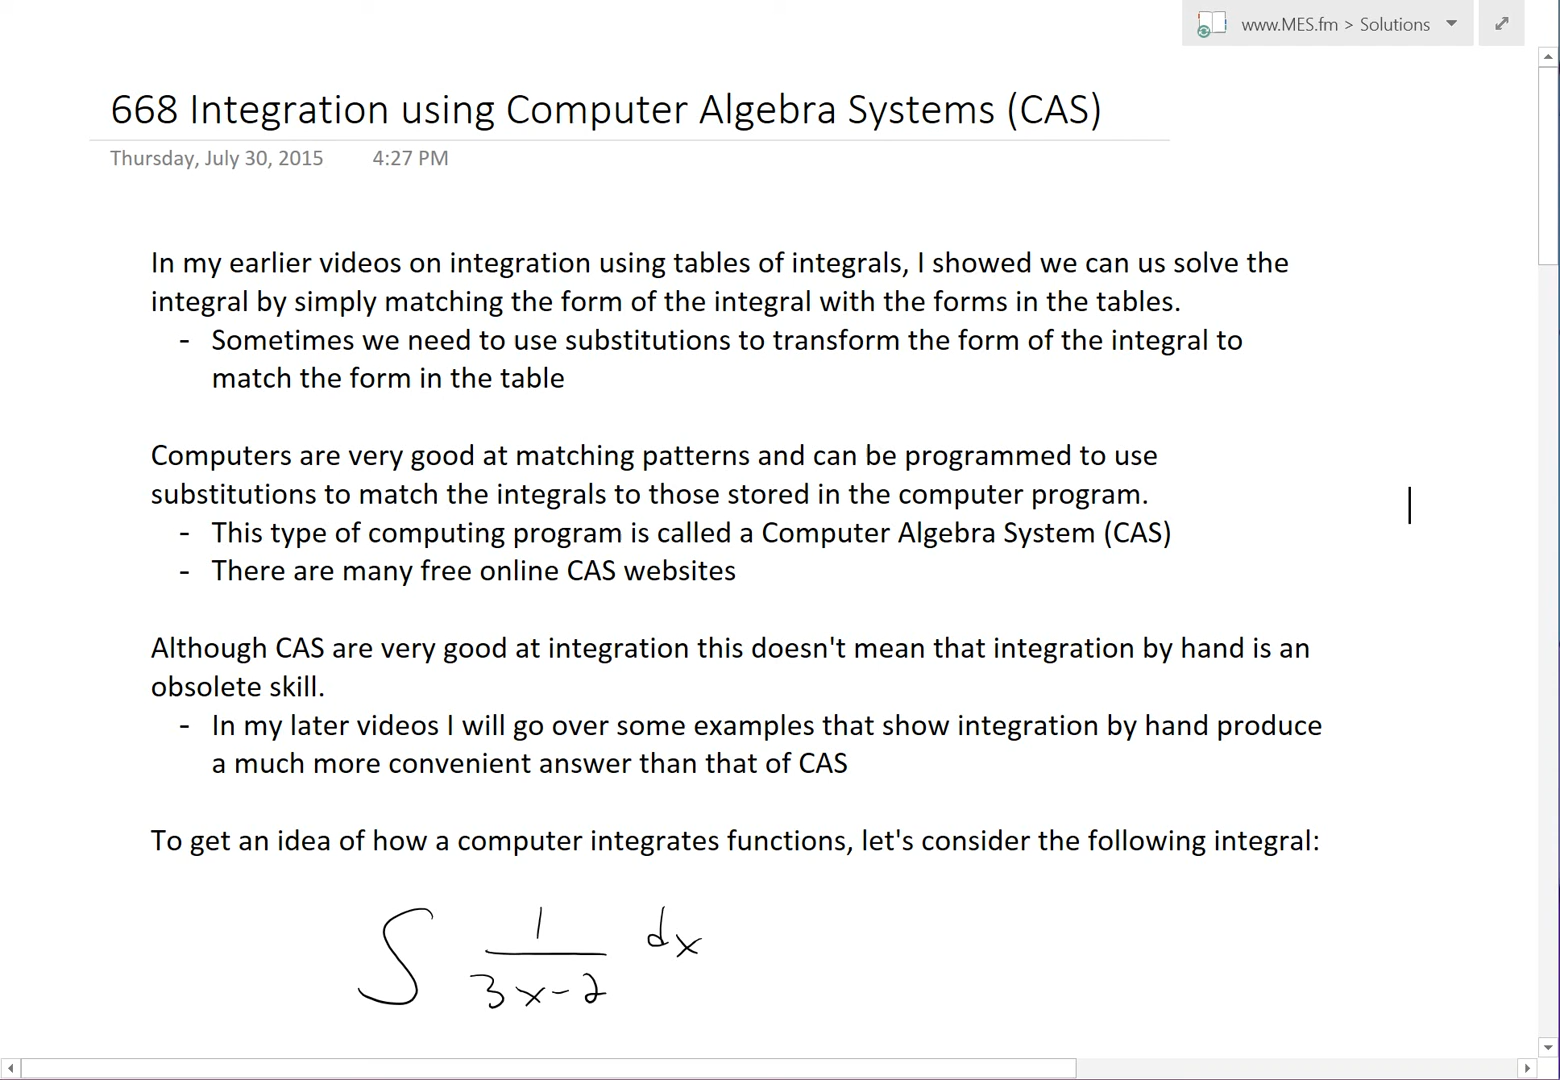 www.MES.fm > Solutions
668 Integration using Computer Algebra Systems (CAS)
Thursday, July 30, 2015 4:27 PM
In my earlier videos on integration using tables of integrals, I showed we can us solve the
integral by simply matching the form of the integral with the forms in the tables.
- Sometimes we need to use substitutions to transform the form of the integral to
match the form in the table
Computers are very good at matching patterns and can be programmed to use
substitutions to match the integrals to those stored in the computer program.
- This type of computing program is called a Computer Algebra System (CAS)
- There are many free online CAS websites
Although CAS are very good at integration this doesn't mean that integration by hand is an
obsolete skill.
- In my later videos I will go over some examples that show integration by hand produce
a much more convenient answer than that of CAS
To get an idea of how a computer integrates functions, let's consider the following integral:
∫ 1/(3x-2) dx